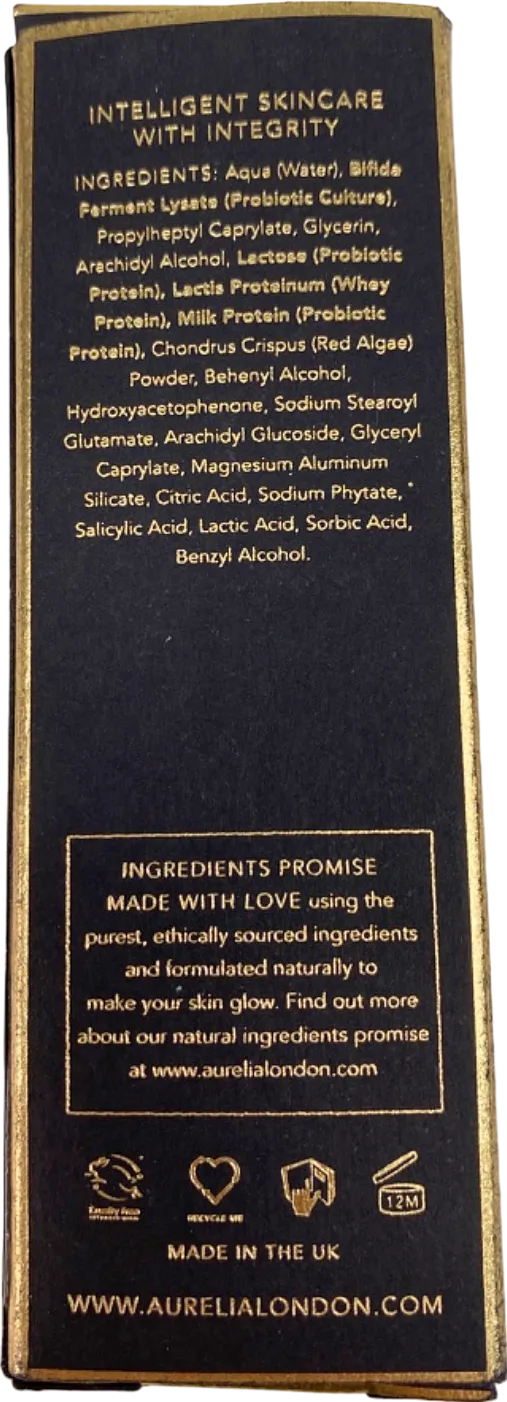 INTELLIGENT SKINCARE
WITH INTEGRITY
INGREDIENTS: Aqua (Water), Bifida
Ferment Lysate (Probiotic Culture),
Propylheptyl Caprylate, Glycerin,
Arachidyl Alcohol, Lactose (Probiotic
Protein), Lactis Proteinum (Whey
Protein), Milk Protein (Probiotic
Protein), Chondrus Crispus (Red Algae)
Powder, Behenyl Alcohol,
Hydroxyacetophenone, Sodium Stearoyl
Glutamate, Arachidyl Glucoside, Glyceryl
Caprylate, Magnesium Aluminum
Silicate, Citric Acid, Sodium Phytate,
Salicylic Acid, Lactic Acid, Sorbic Acid,
Benzyl Alcohol.
INGREDIENTS PROMISE
MADE WITH LOVE using the
purest, ethically sourced ingredients
and formulated naturally to
make your skin glow. Find out more
about our natural ingredients promise
at www.aurelialondon.com
Cruelty Free
RECYCLE ME
12M
MADE IN THE UK
WWW.AURELIALONDON.COM